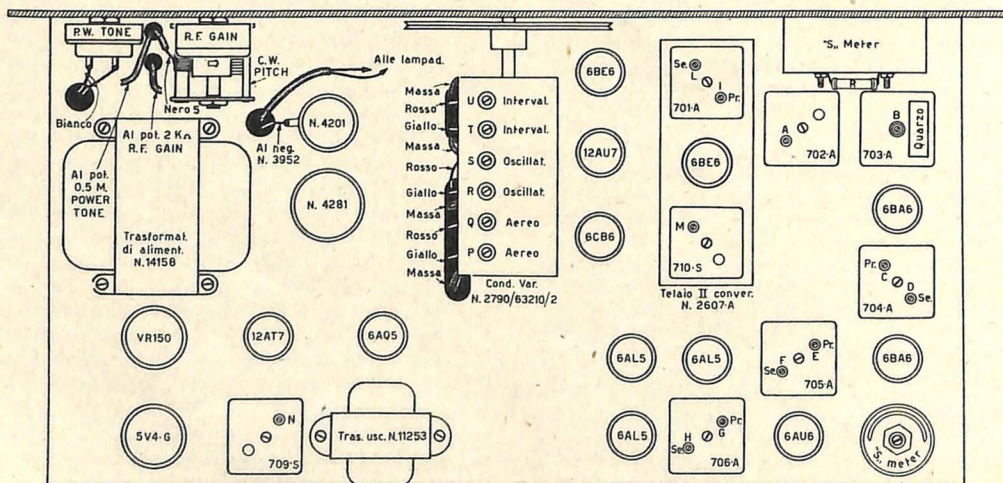 P.W. TONE
R.F. GAIN
C.W.
PITCH
Alle lampad.
Bianco
Nero 5
Al pot. 2 KΩ
R.F. GAIN
Al neg.
N. 3952
N. 4201
Al pot.
0.5 M.
POWER
TONE
N. 4281
Trasformat.
di aliment.
N. 14158
Massa
Rosso
Giallo
Massa
Rosso
Giallo
Massa
Rosso
Giallo
Massa
U Interval.
T Interval.
S Oscillat.
R Oscillat.
Q Aereo
P Aereo
Cond. Var.
N. 2790/63210/2
6BE6
12AU7
6CB6
Se.
L
I
Pr.
701·A
6BE6
M
710·S
Telaio II conver.
N. 2607·A
"S„ Meter
R
A
702·A
B
703·A
Quarzo
6BA6
Pr.
C
D
Se.
704·A
VR150
12AT7
6AQ5
6AL5
6AL5
Pr.
F
E
Se.
705·A
6BA6
5V4·G
N
709·S
Tras. usc. N.11253
6AL5
Pr.
G
H
Se.
706·A
6AU6
"S„ meter